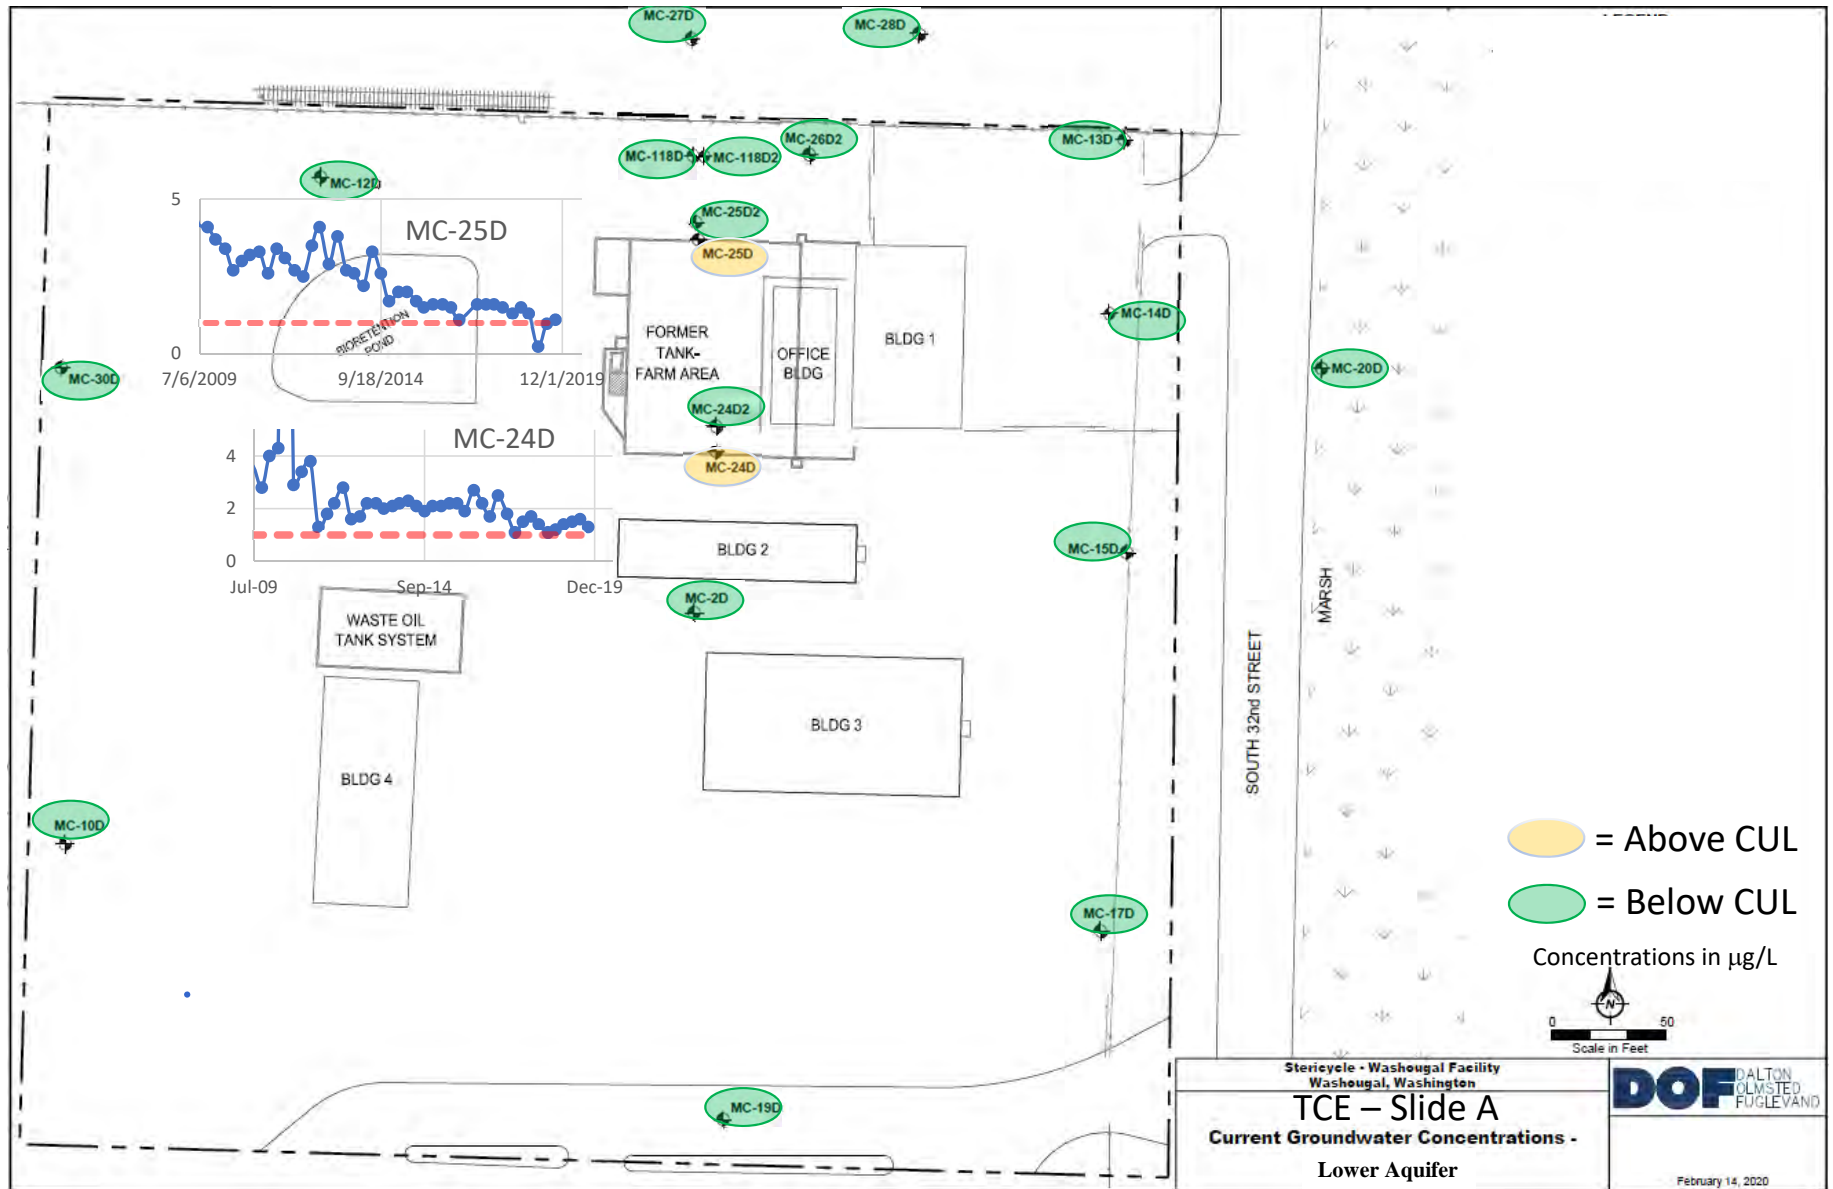 MC-27D
MC-28D
MC-118D
MC-118D2
MC-26D2
MC-13D
MC-12D
5
MC-25D
0
7/6/2009
9/18/2014
12/1/2019
BIORETENTION
POND
MC-25D2
MC-25D
FORMER
TANK-
FARM AREA
OFFICE
BLDG
BLDG 1
MC-14D
MC-20D
MC-30D
MC-24D2
MC-24D
MC-24D
4
2
0
Jul-09
Sep-14
Dec-19
BLDG 2
MC-15D
MC-2D
WASTE OIL
TANK SYSTEM
MARSH
SOUTH 32nd STREET
BLDG 3
BLDG 4
MC-10D
MC-17D
MC-19D
= Above CUL
= Below CUL
Concentrations in μg/L
N
0 50
Scale in Feet
Stericycle - Washougal Facility
Washougal, Washington
TCE – Slide A
Current Groundwater Concentrations -
Lower Aquifer
DOF
DALTON
OLMSTED
FUGLEVAND
February 14, 2020